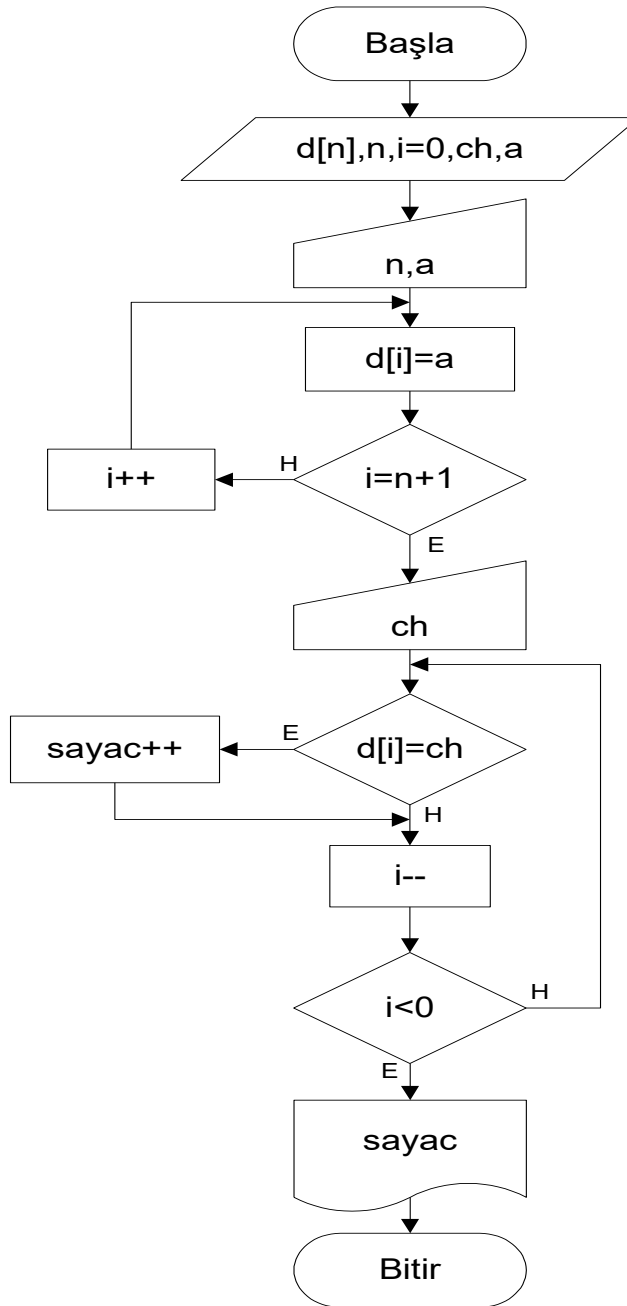 Başla
d[n],n,i=0,ch,a
n,a
d[i]=a
i++
H
i=n+1
E
ch
sayac++
E
d[i]=ch
H
i--
i<0
H
E
sayac
Bitir